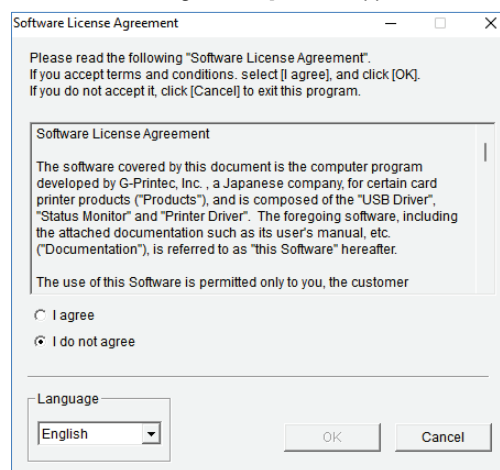 Software License Agreement
Please read the following "Software License Agreement".
If you accept terms and conditions. select [I agree], and click [OK].
If you do not accept it, click [Cancel] to exit this program.
Software License Agreement
The software covered by this document is the computer program
developed by G-Printec, Inc. , a Japanese company, for certain card
printer products ("Products"), and is composed of the "USB Driver",
"Status Monitor" and "Printer Driver".  The foregoing software, including
the attached documentation such as its user's manual, etc.
("Documentation"), is referred to as "this Software" hereafter.
The use of this Software is permitted only to you, the customer
I agree
I do not agree
Language
English
OK
Cancel